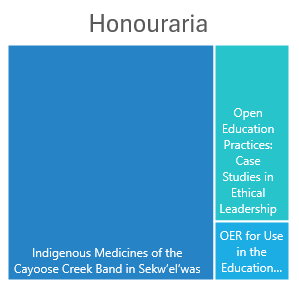 Honouraria
Indigenous Medicines of the
Cayoose Creek Band in Sekw'el'was
Open
Education
Practices:
Case
Studies in
Ethical
Leadership
OER for Use
in the
Education...